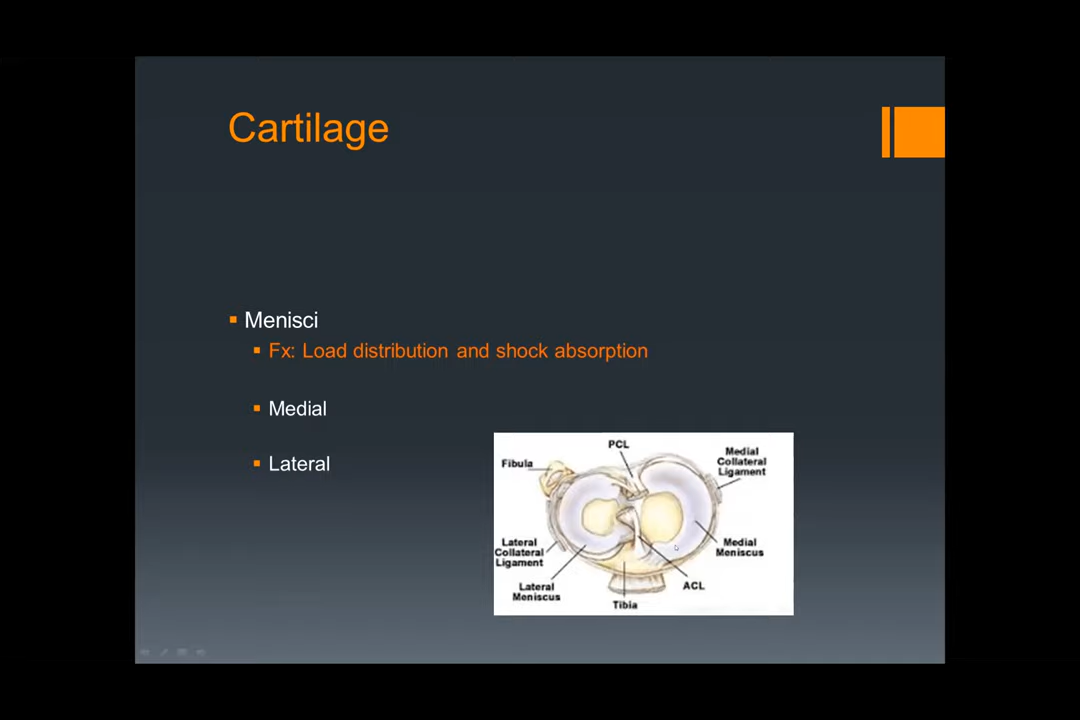 Cartilage
Menisci
Fx: Load distribution and shock absorption
Medial
Lateral
PCL
Medial
Collateral
Ligament
Fibula
Lateral
Collateral
Ligament
Medial
Meniscus
Lateral
Meniscus
ACL
Tibia